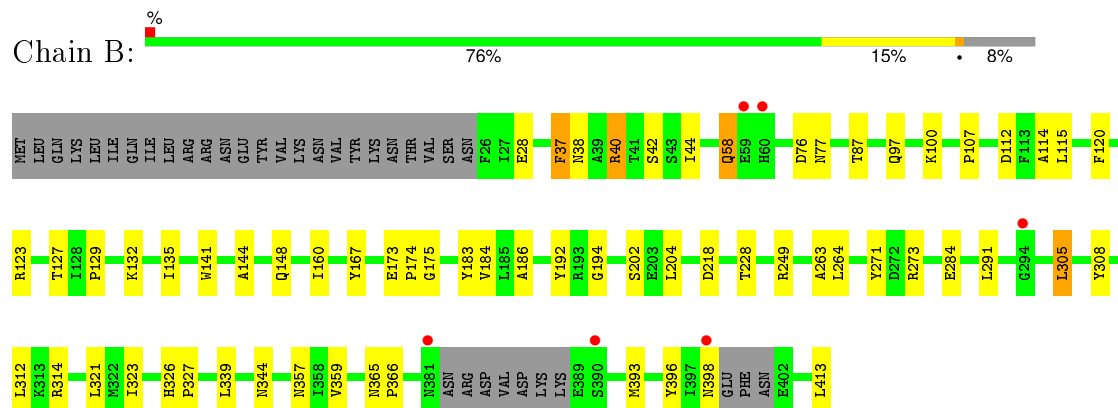 %
Chain B:
76% 15% • 8%
MET LEU GLN LYS LEU ILE GLN ILE LEU ARG ARG ASN GLU TYR VAL LYS ASN VAL TYR LYS ASN THR VAL SER ASN F26 I27 E28 F37 N38 A39 R40 T41 S42 S43 I44 Q58 E59 H60 D76 N77 T87 Q97 K100 P107 D112 F113 A114 L115 F120
R123 T127 I128 P129 K132 I135 W141 A144 Q148 I160 Y167 E173 P174 G175 Y183 V184 L185 A186 Y192 R193 G194 S202 E203 L204 D218 T228 R249 A263 L264 Y271 D272 R273 E284 L291 G294 L305 Y308
L312 K313 R314 L321 M322 I323 H326 P327 L339 N344 N357 I358 V359 N365 P366 N381 ASN ARG ASP VAL ASP LYS LYS E389 S390 M393 Y396 I397 N398 GLU PHE ASN E402 L413